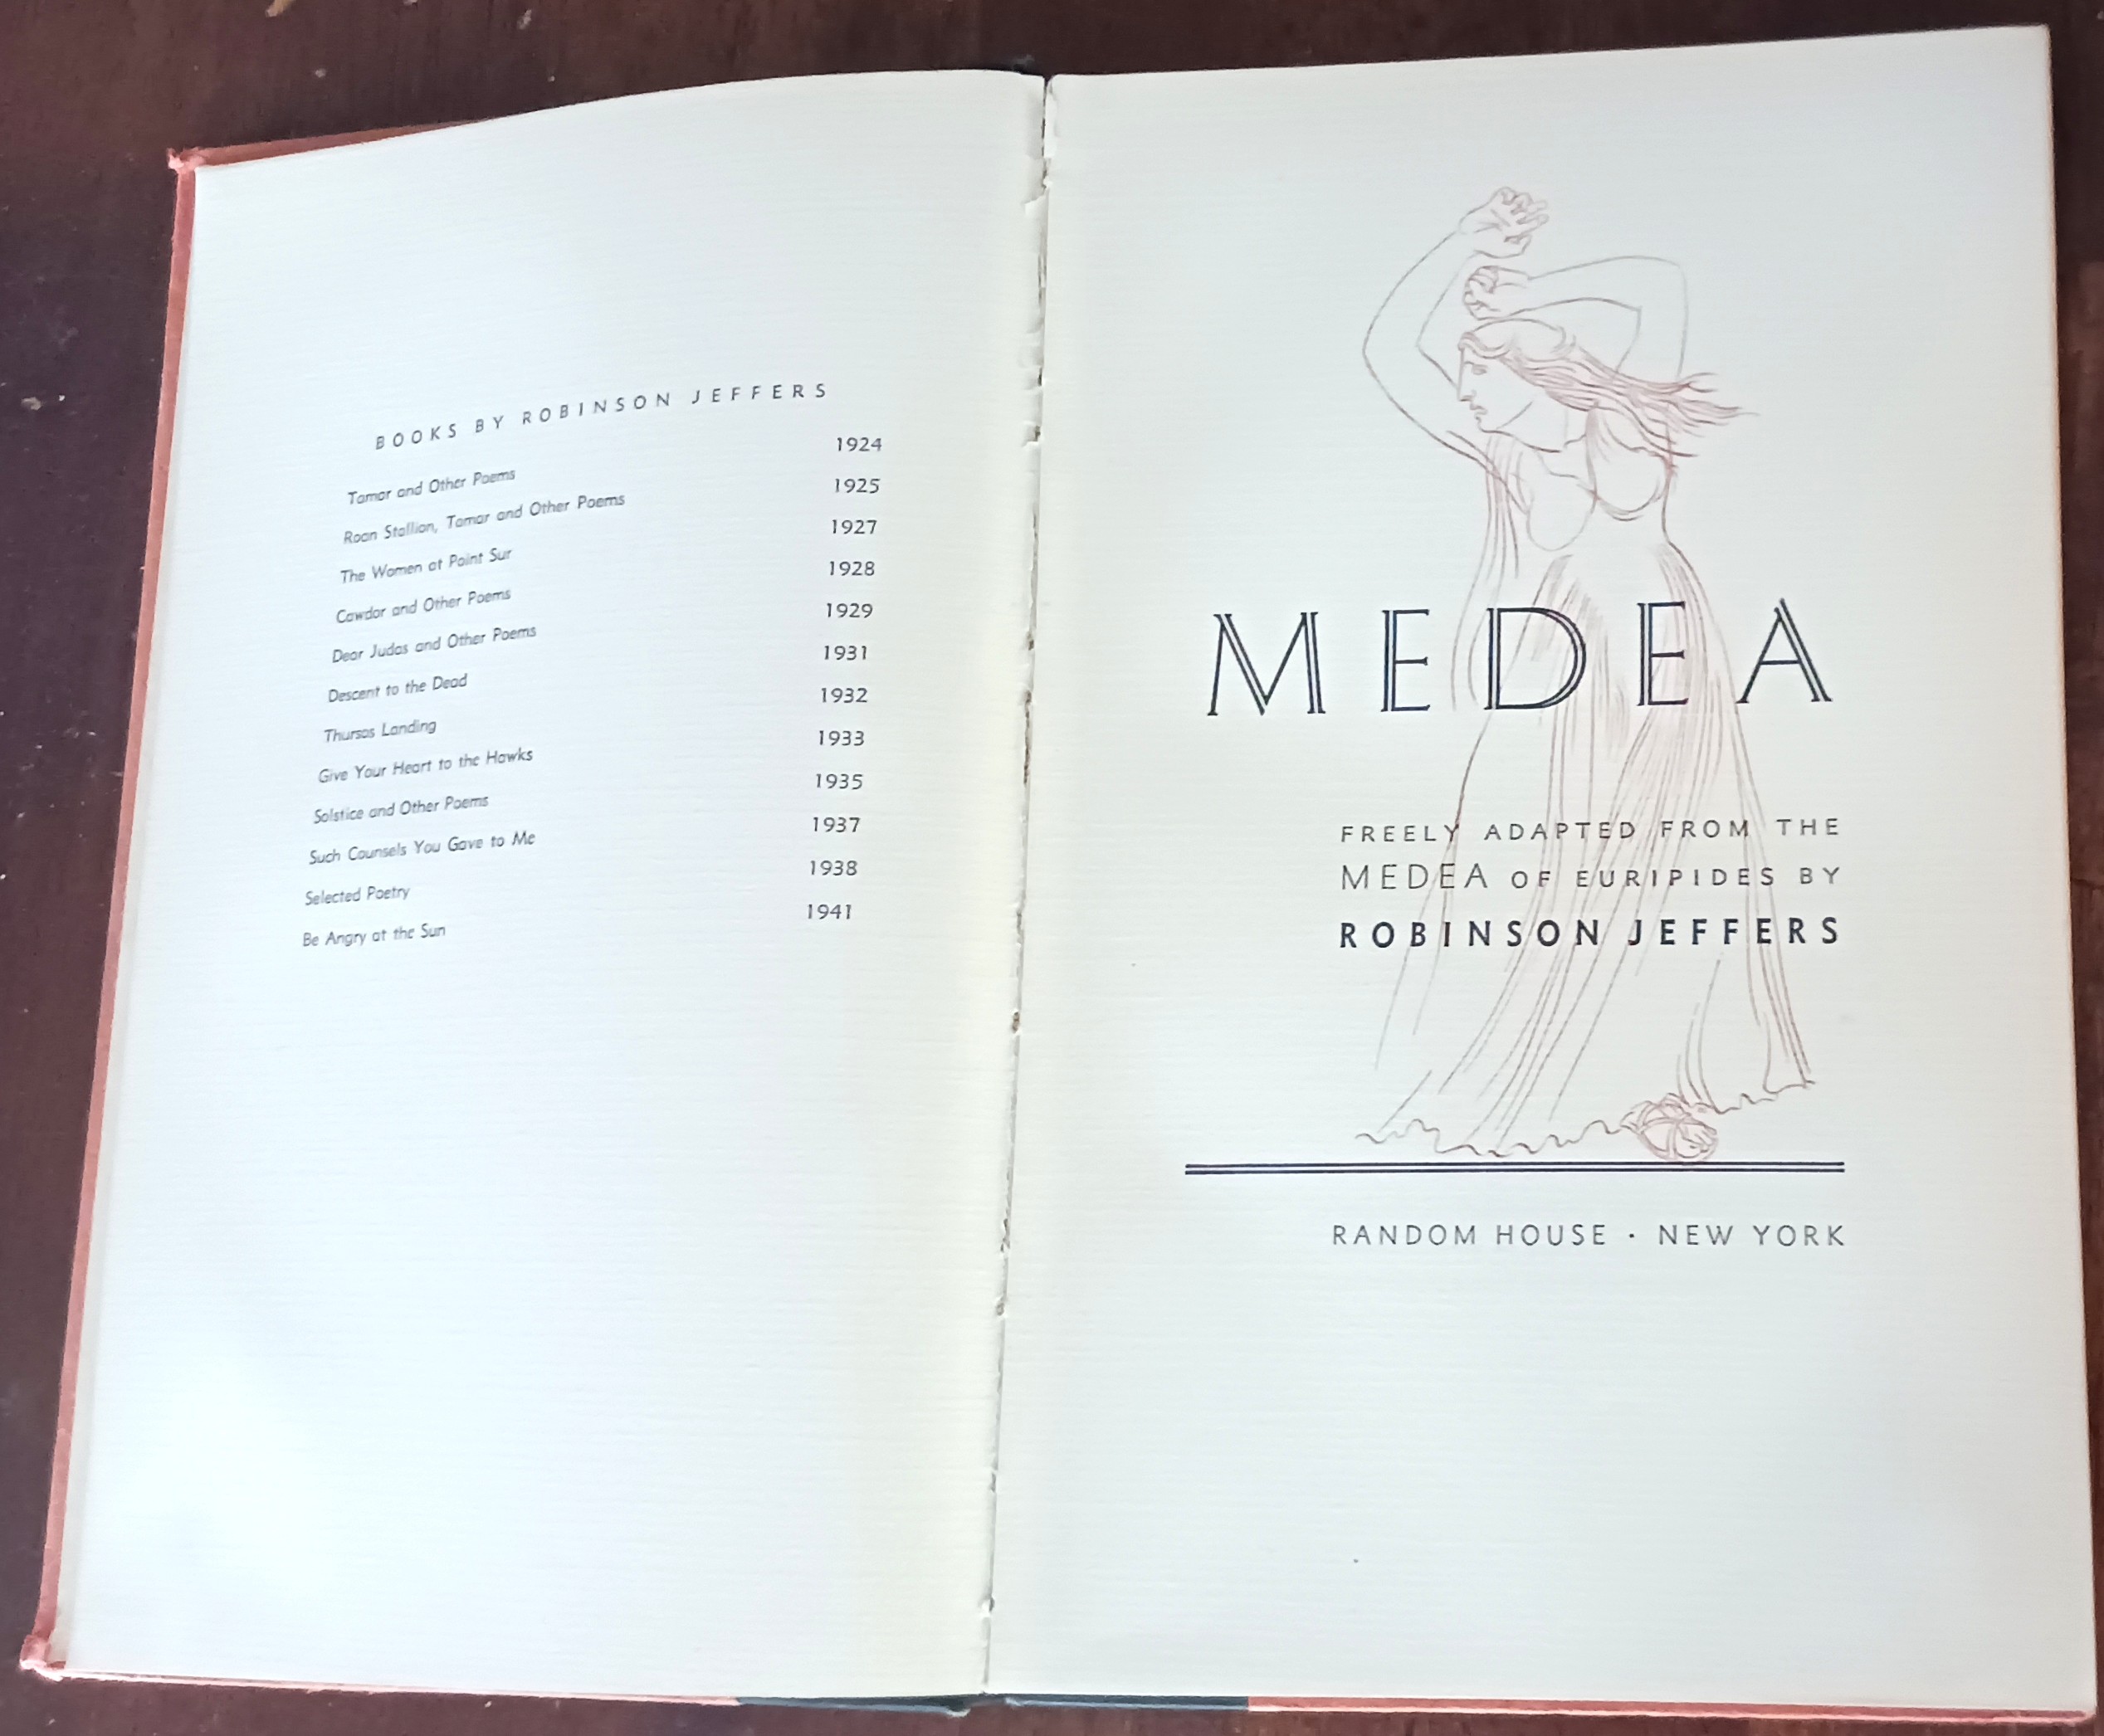 BOOKS BY ROBINSON JEFFERS
Tamar and Other Poems 1924
Roan Stallion, Tamar and Other Poems 1925
The Women at Point Sur 1927
Cawdor and Other Poems 1928
Dear Judas and Other Poems 1929
Descent to the Dead 1931
Thursos Landing 1932
Give Your Heart to the Hawks 1933
Solstice and Other Poems 1935
Such Counsels You Gave to Me 1937
Selected Poetry 1938
Be Angry at the Sun 1941
MEDEA
FREELY ADAPTED FROM THE
MEDEA OF EURIPIDES BY
ROBINSON JEFFERS
RANDOM HOUSE · NEW YORK